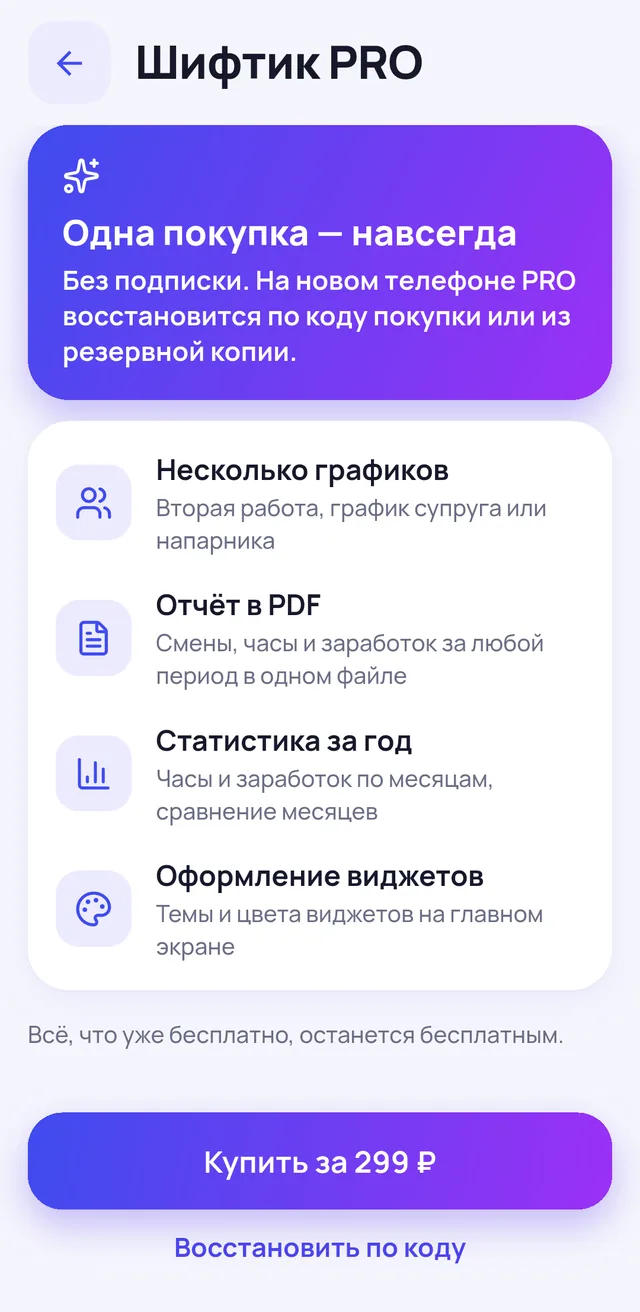 Шифтик PRO
Одна покупка — навсегда
Без подписки. На новом телефоне PRO
восстановится по коду покупки или из
резервной копии.
Несколько графиков
Вторая работа, график супруга или
напарника
Отчёт в PDF
Смены, часы и заработок за любой
период в одном файле
Статистика за год
Часы и заработок по месяцам,
сравнение месяцев
Оформление виджетов
Темы и цвета виджетов на главном
экране
Всё, что уже бесплатно, останется бесплатным.
Купить за 299 ₽
Восстановить по коду